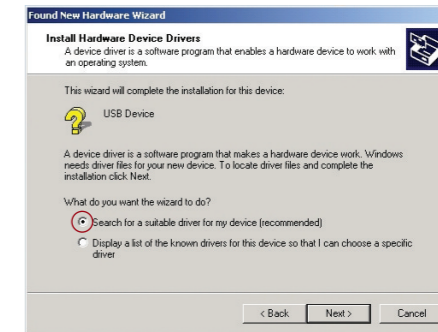 Found New Hardware Wizard
Install Hardware Device Drivers
A device driver is a software program that enables a hardware device to work with
an operating system.
This wizard will complete the installation for this device:
USB Device
A device driver is a software program that makes a hardware device work. Windows
needs driver files for your new device. To locate driver files and complete the
installation click Next.
What do you want the wizard to do?
Search for a suitable driver for my device (recommended)
Display a list of the known drivers for this device so that I can choose a specific
driver
< Back Next > Cancel